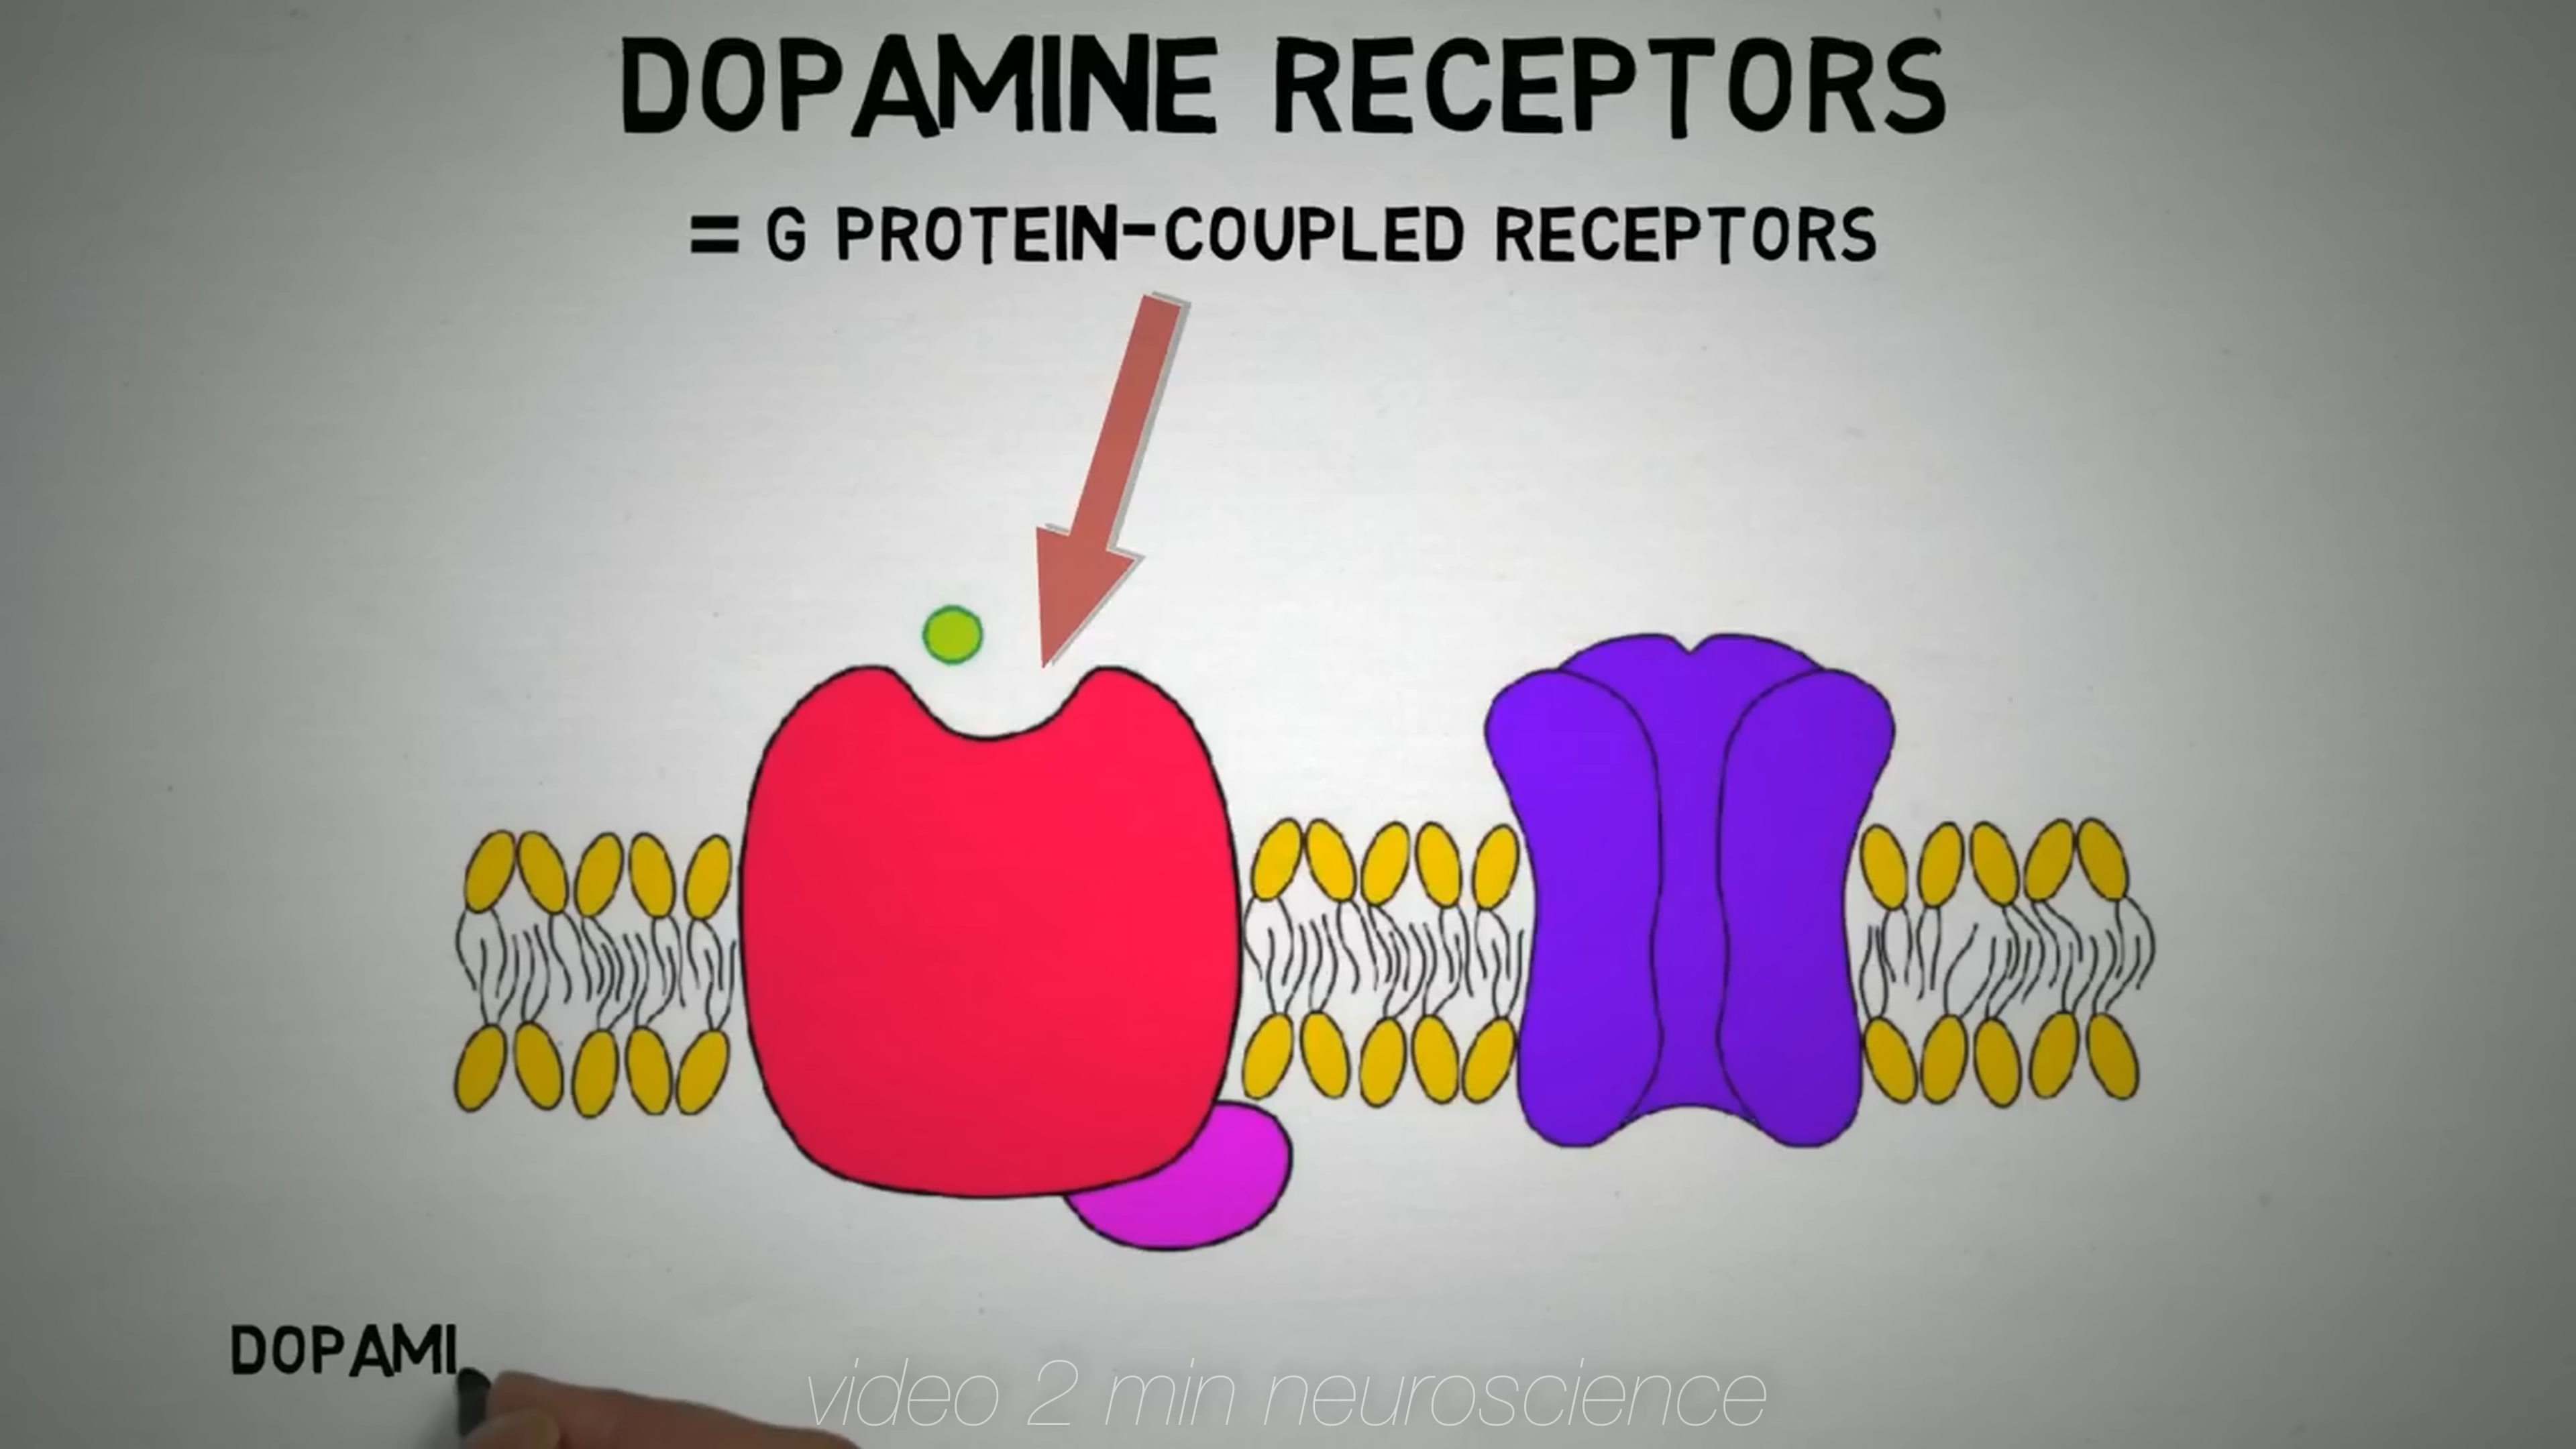 DOPAMINE RECEPTORS
= G PROTEIN-COUPLED RECEPTORS
DOPAMI
video 2 min neuroscience